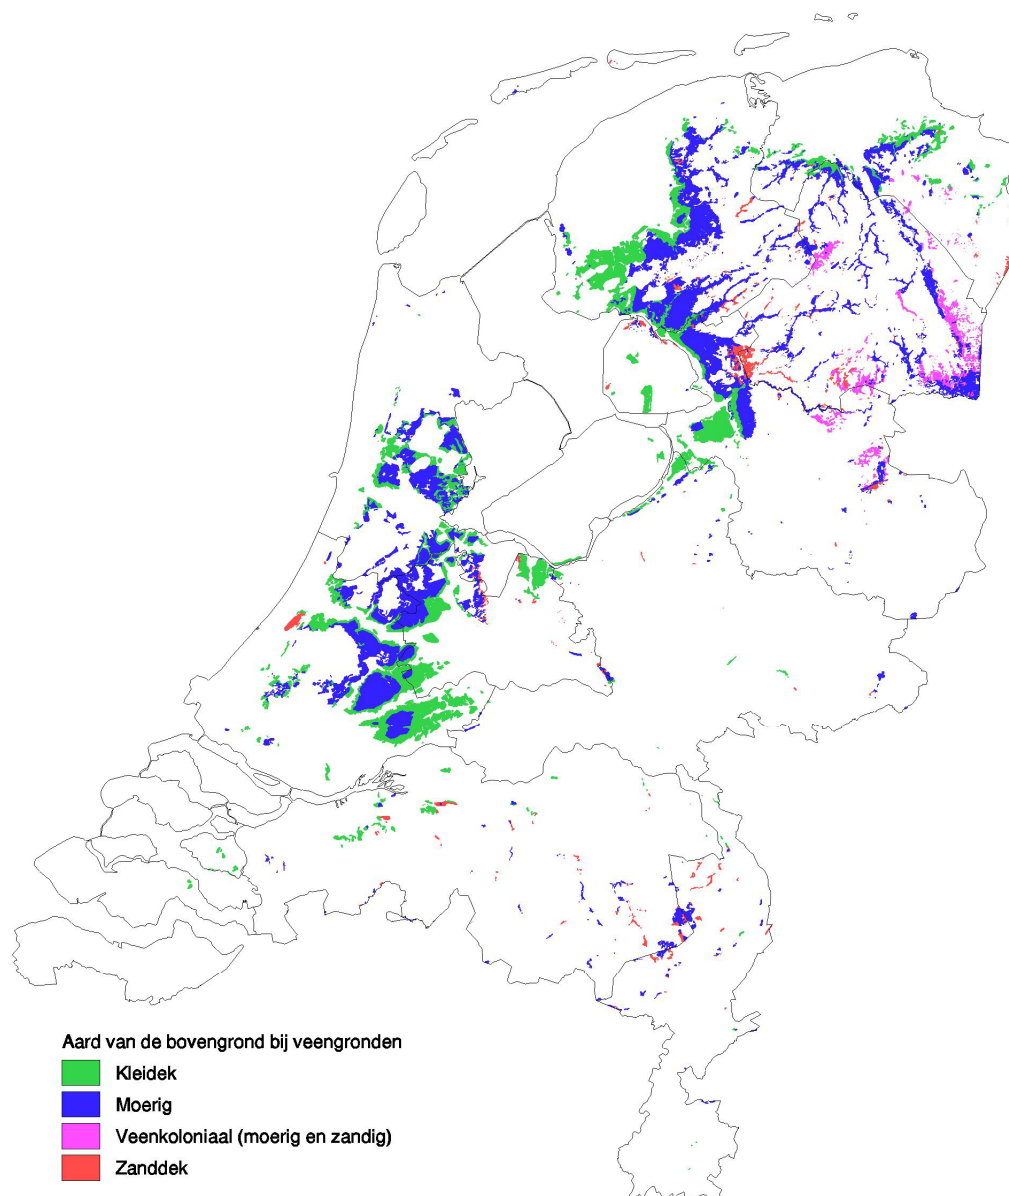 Aard van de bovengrond bij veengronden
Kleidek
Moerig
Veenkoloniaal (moerig en zandig)
Zanddek